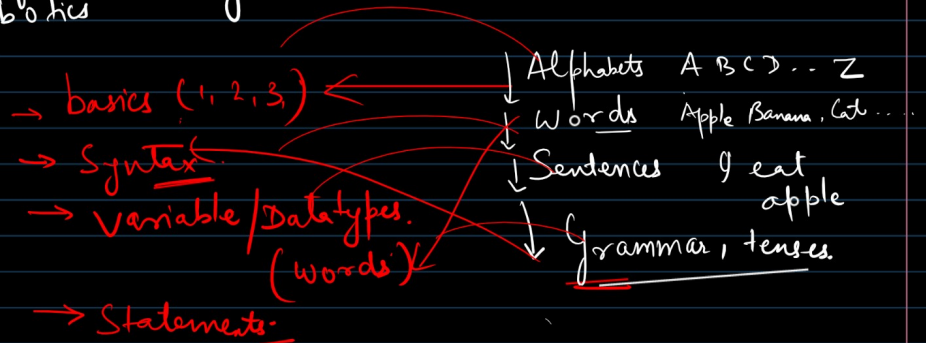 basics (1, 2, 3,)
Syntax
Variable/Datatypes.
(words)
Statements.
Alphabets A B C D .. Z
Words Apple Banana, Cat ....
Sentences I eat
apple
Grammar, tenses.